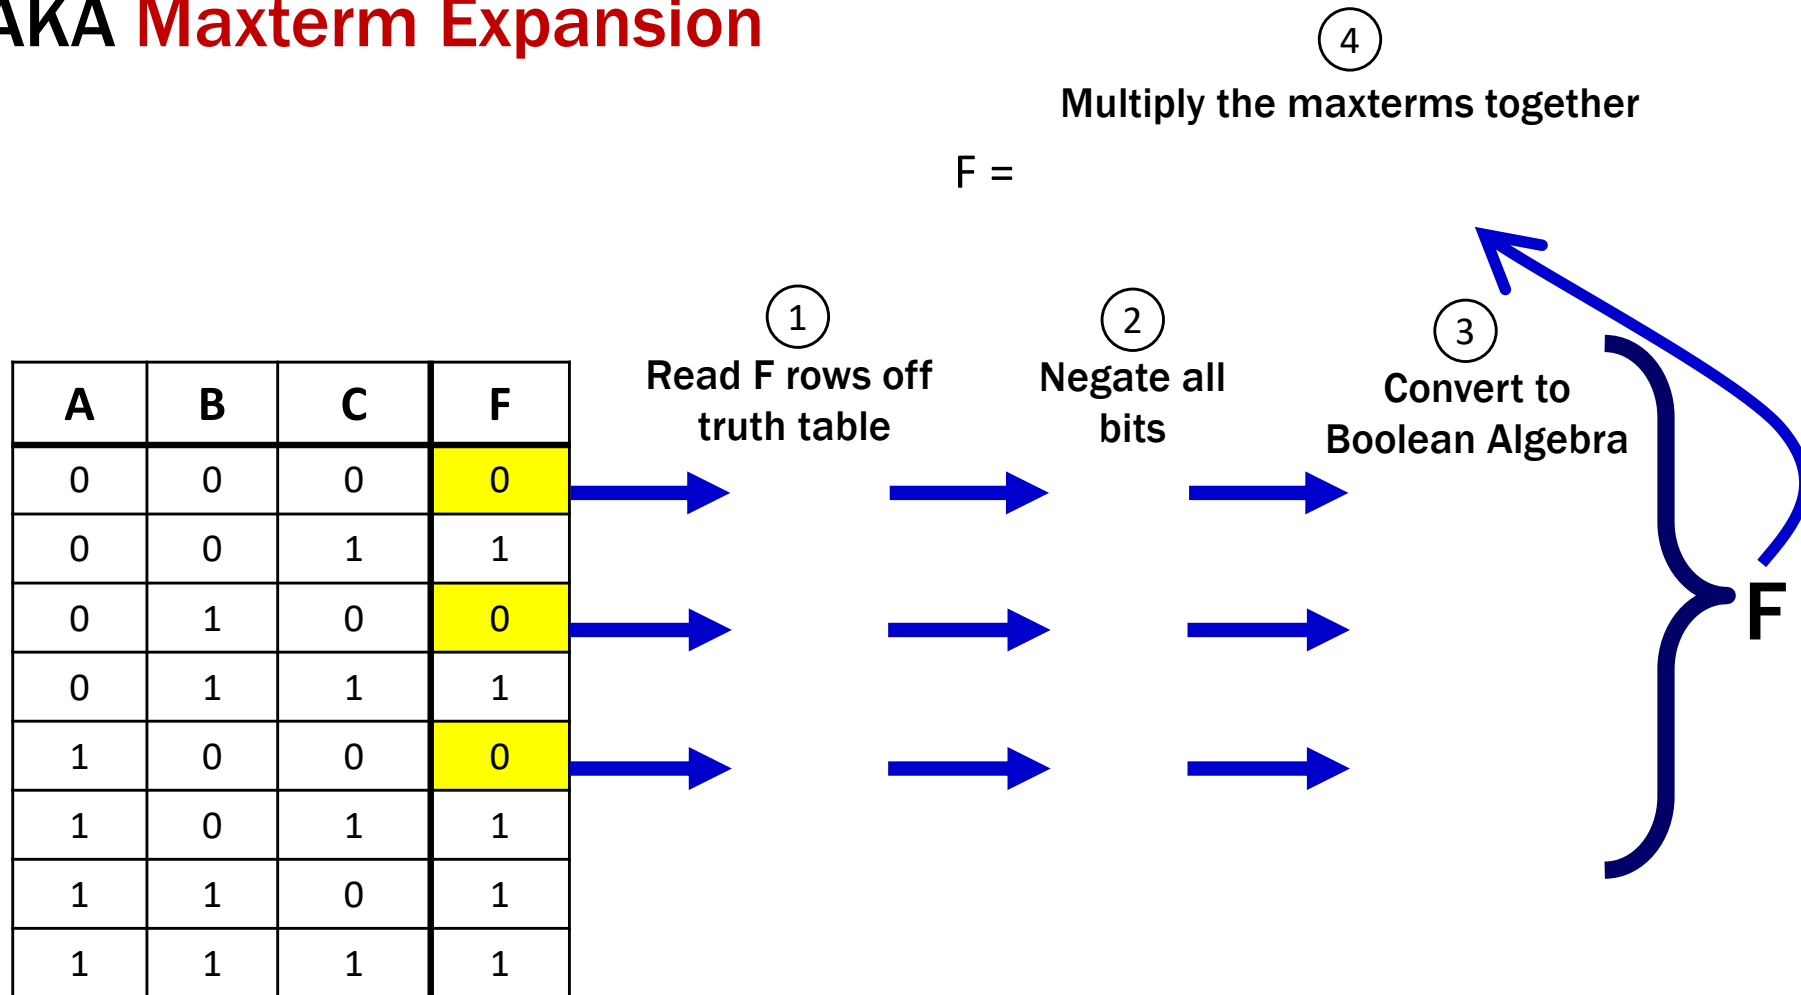 AKA Maxterm Expansion
4
Multiply the maxterms together
F =
1
Read F rows off
truth table
2
Negate all
bits
3
Convert to
Boolean Algebra
A B C F
0 0 0 0
0 0 1 1
0 1 0 0
0 1 1 1
1 0 0 0
1 0 1 1
1 1 0 1
1 1 1 1
F